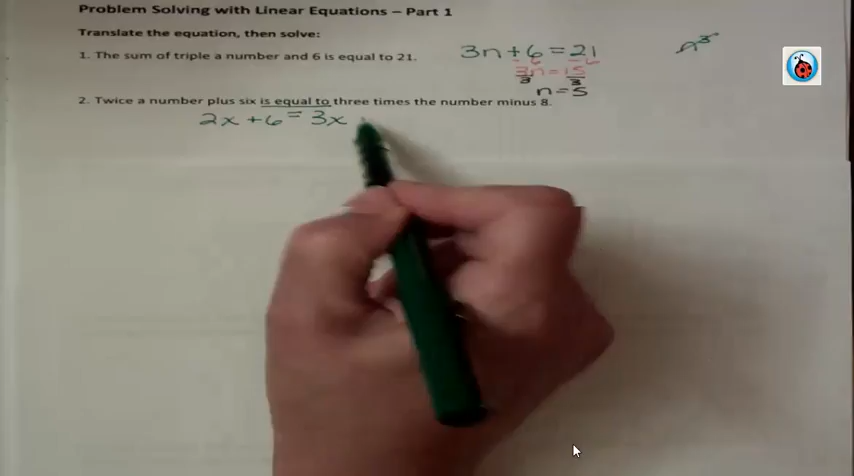 Problem Solving with Linear Equations – Part 1
Translate the equation, then solve:
1. The sum of triple a number and 6 is equal to 21. 3n + 6 = 21
- 6 - 6
3n = 15
3 3
n = 5
2. Twice a number plus six is equal to three times the number minus 8.
2x + 6 = 3x